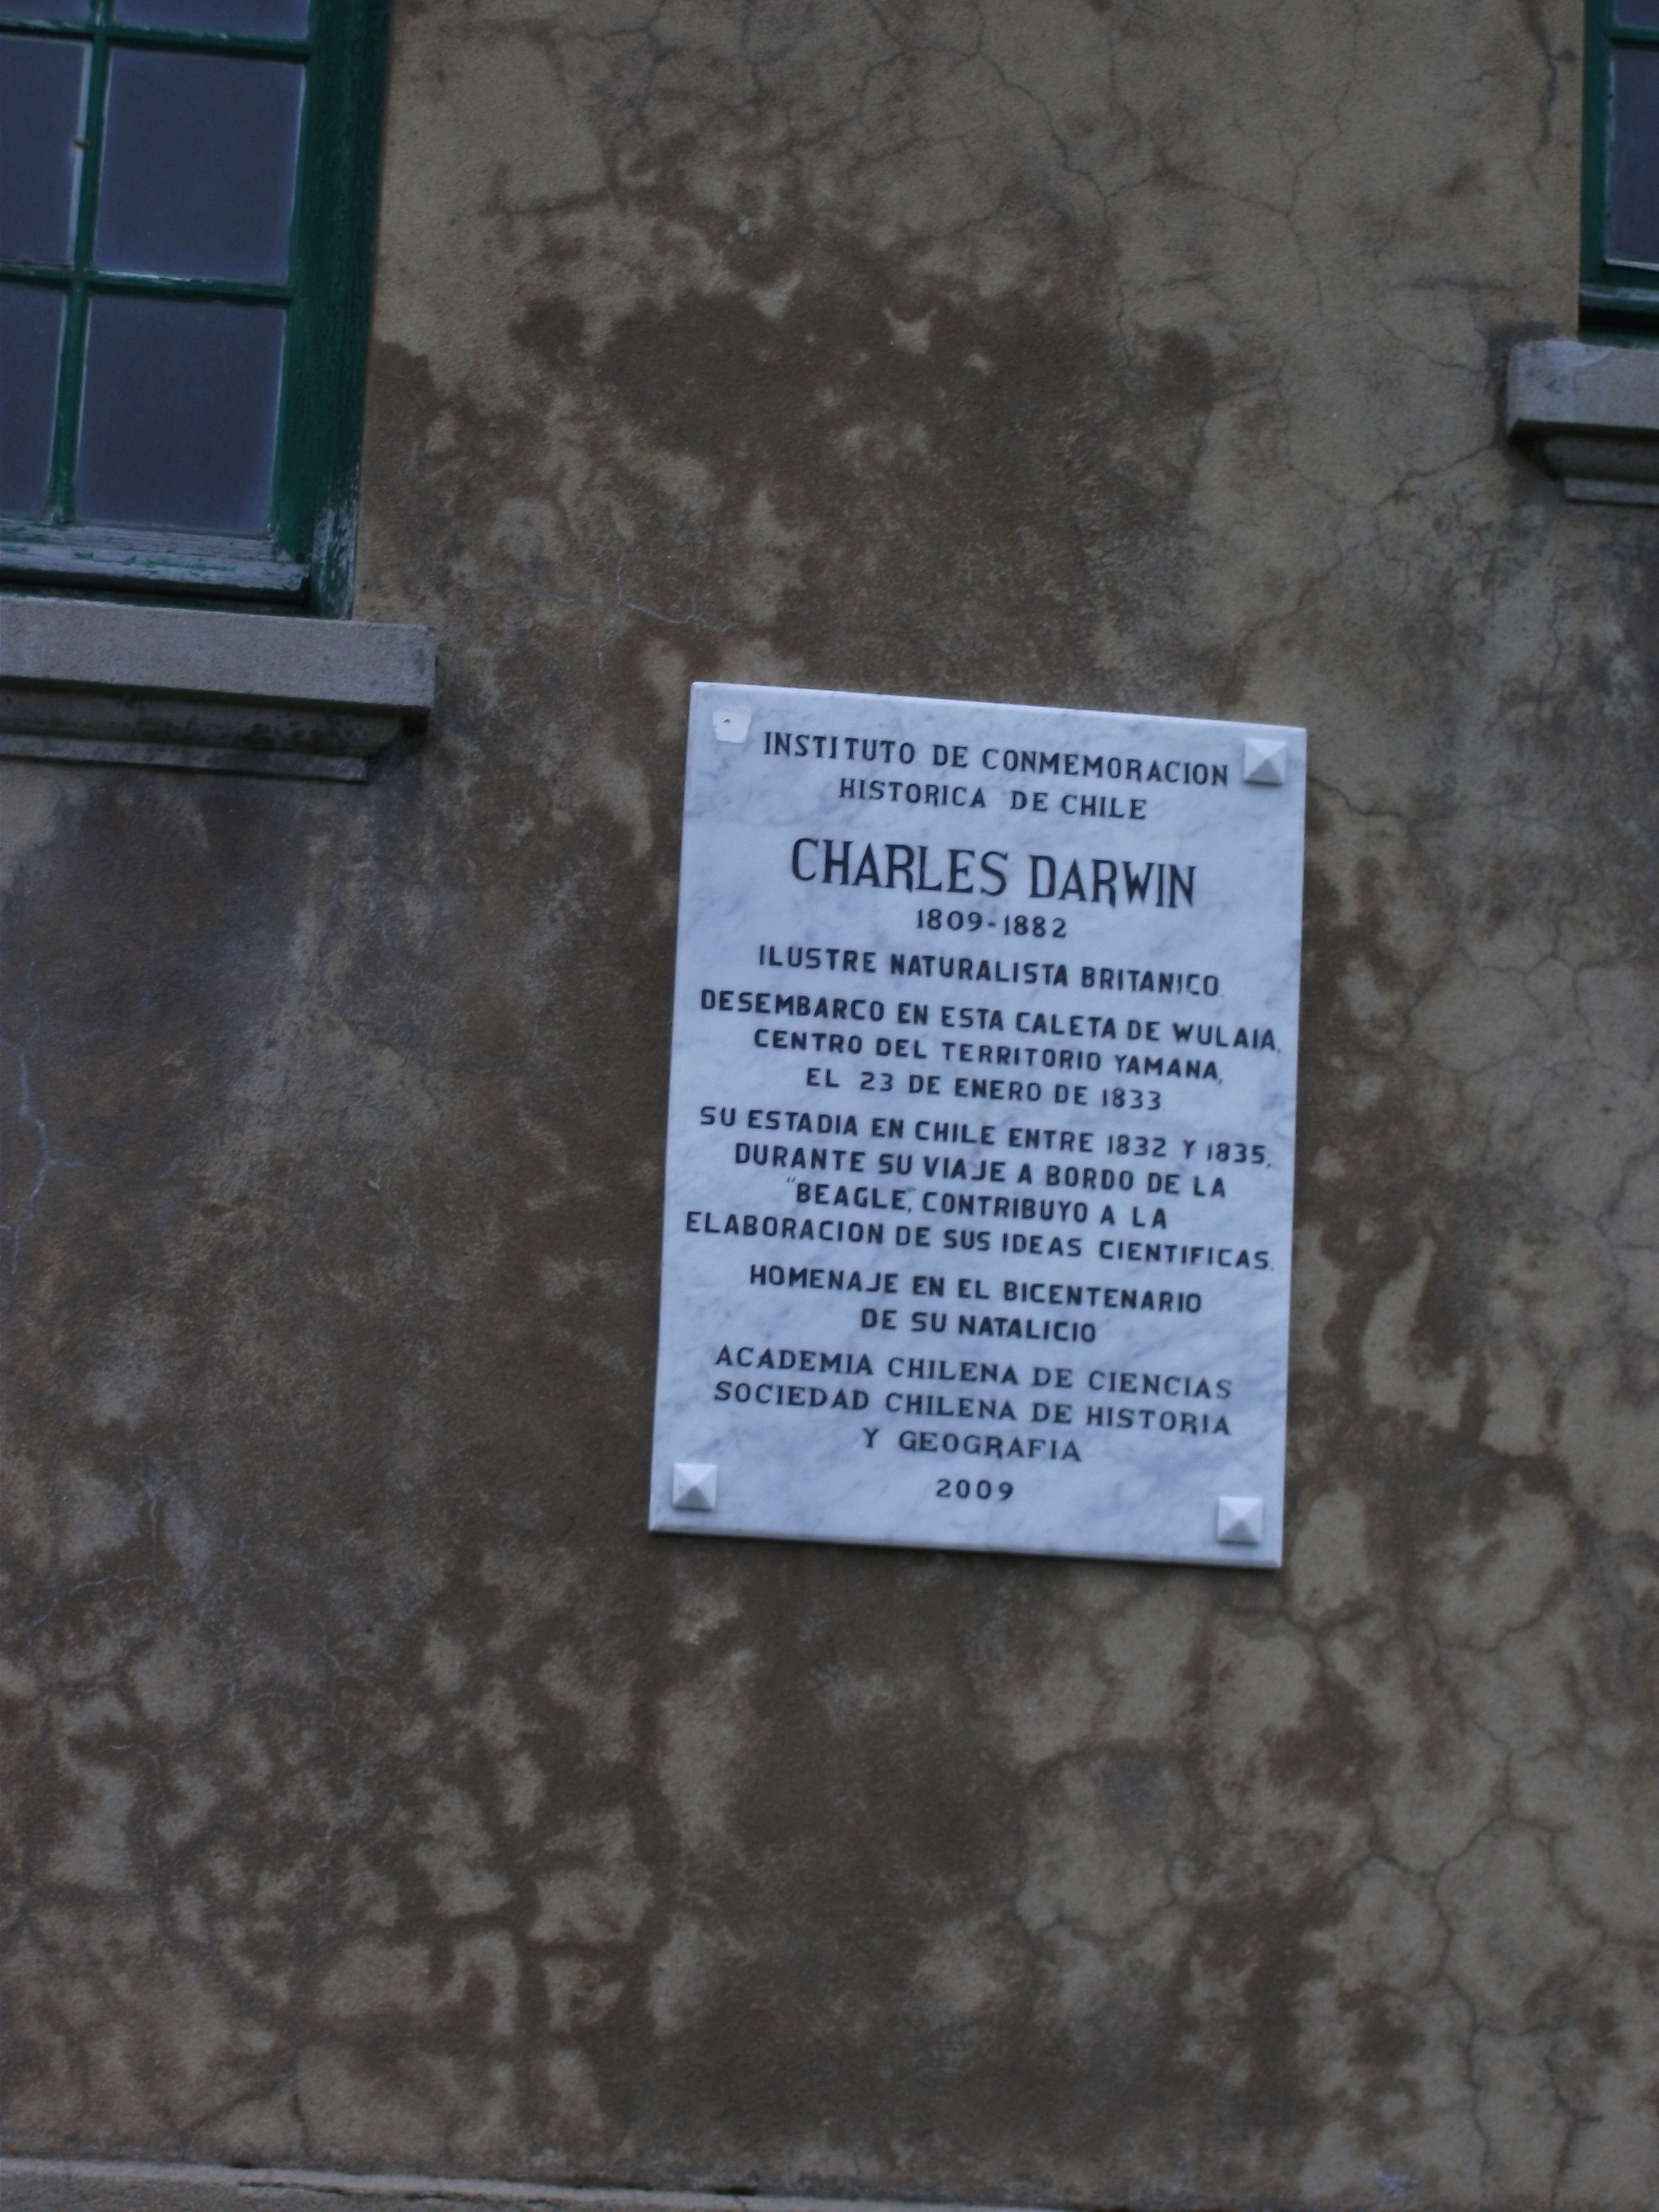 INSTITUTO DE CONMEMORACION
HISTORICA DE CHILE
CHARLES DARWIN
1809-1882
ILUSTRE NATURALISTA BRITANICO.
DESEMBARCO EN ESTA CALETA DE WULAIA,
CENTRO DEL TERRITORIO YAMANA,
EL 23 DE ENERO DE 1833.
SU ESTADIA EN CHILE ENTRE 1832 Y 1835,
DURANTE SU VIAJE A BORDO DE LA
"BEAGLE", CONTRIBUYO A LA
ELABORACION DE SUS IDEAS CIENTIFICAS.
HOMENAJE EN EL BICENTENARIO
DE SU NATALICIO
ACADEMIA CHILENA DE CIENCIAS
SOCIEDAD CHILENA DE HISTORIA
Y GEOGRAFIA
2009